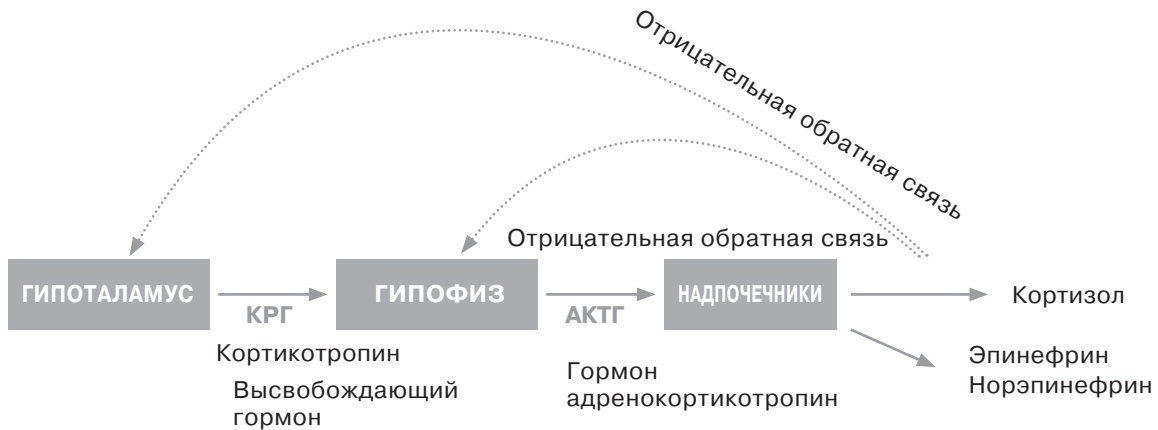 Отрицательная обратная связь
Отрицательная обратная связь
ГИПОТАЛАМУС
КРГ
ГИПОФИЗ
АКТГ
НАДПОЧЕЧНИКИ
Кортизол
Кортикотропин
Высвобождающий
гормон
Гормон
адренокортикотропин
Эпинефрин
Норэпинефрин